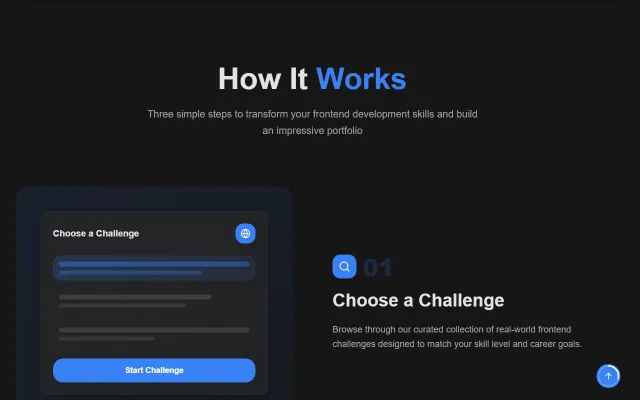 How It Works
Three simple steps to transform your frontend development skills and build
an impressive portfolio
Choose a Challenge
Start Challenge
01
Choose a Challenge
Browse through our curated collection of real-world frontend
challenges designed to match your skill level and career goals.